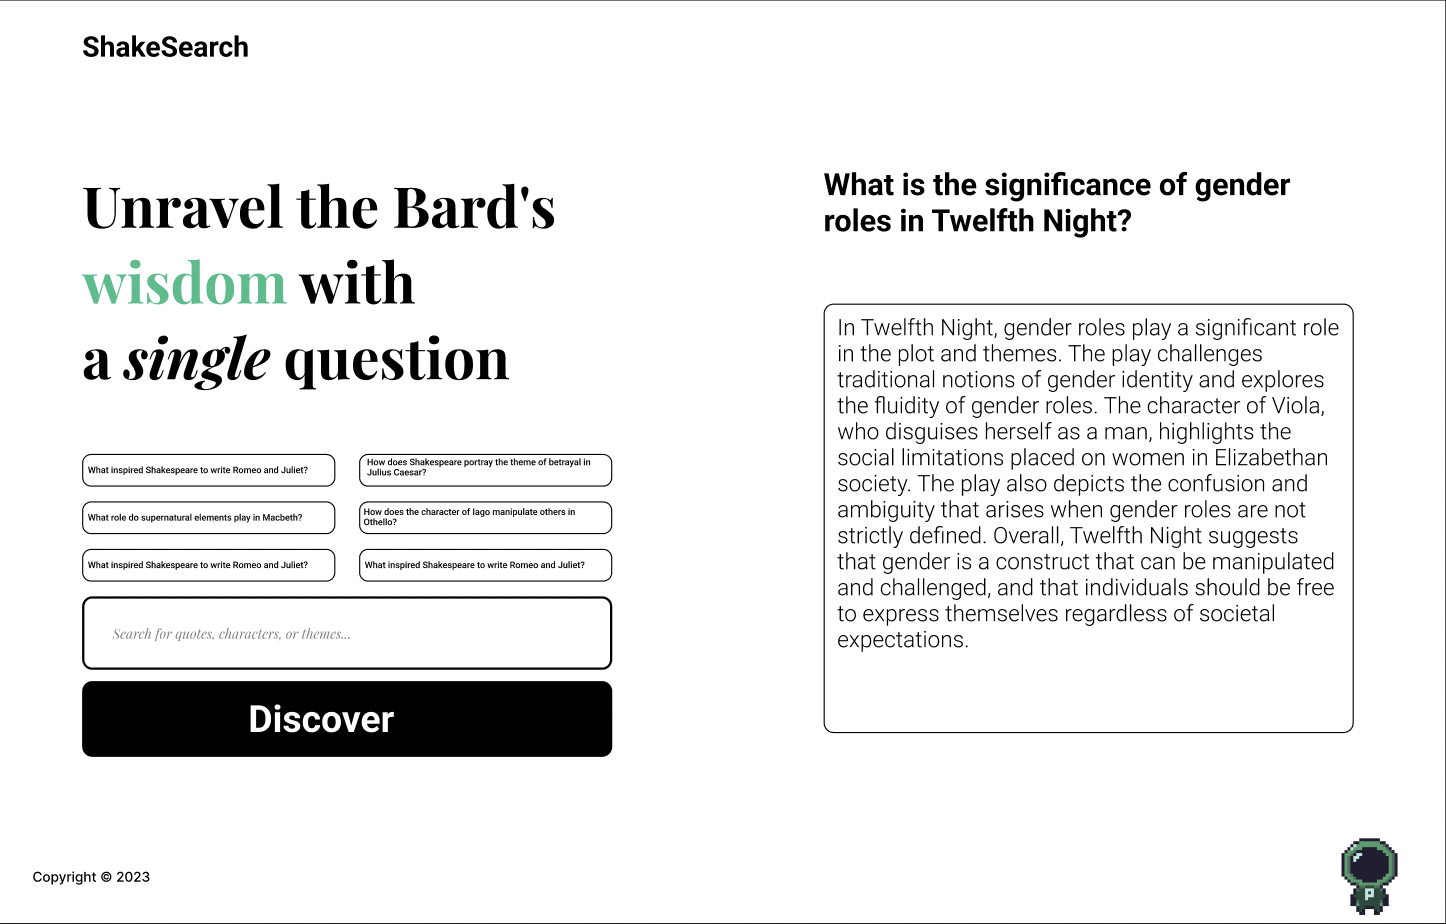 ShakeSearch
Unravel the Bard's
wisdom with
a single question
What inspired Shakespeare to write Romeo and Juliet?
How does Shakespeare portray the theme of betrayal in
Julius Caesar?
What role do supernatural elements play in Macbeth?
How does the character of Iago manipulate others in
Othello?
What inspired Shakespeare to write Romeo and Juliet?
What inspired Shakespeare to write Romeo and Juliet?
Search for quotes, characters, or themes...
Discover
What is the significance of gender
roles in Twelfth Night?
In Twelfth Night, gender roles play a significant role
in the plot and themes. The play challenges
traditional notions of gender identity and explores
the fluidity of gender roles. The character of Viola,
who disguises herself as a man, highlights the
social limitations placed on women in Elizabethan
society. The play also depicts the confusion and
ambiguity that arises when gender roles are not
strictly defined. Overall, Twelfth Night suggests
that gender is a construct that can be manipulated
and challenged, and that individuals should be free
to express themselves regardless of societal
expectations.
Copyright © 2023
P